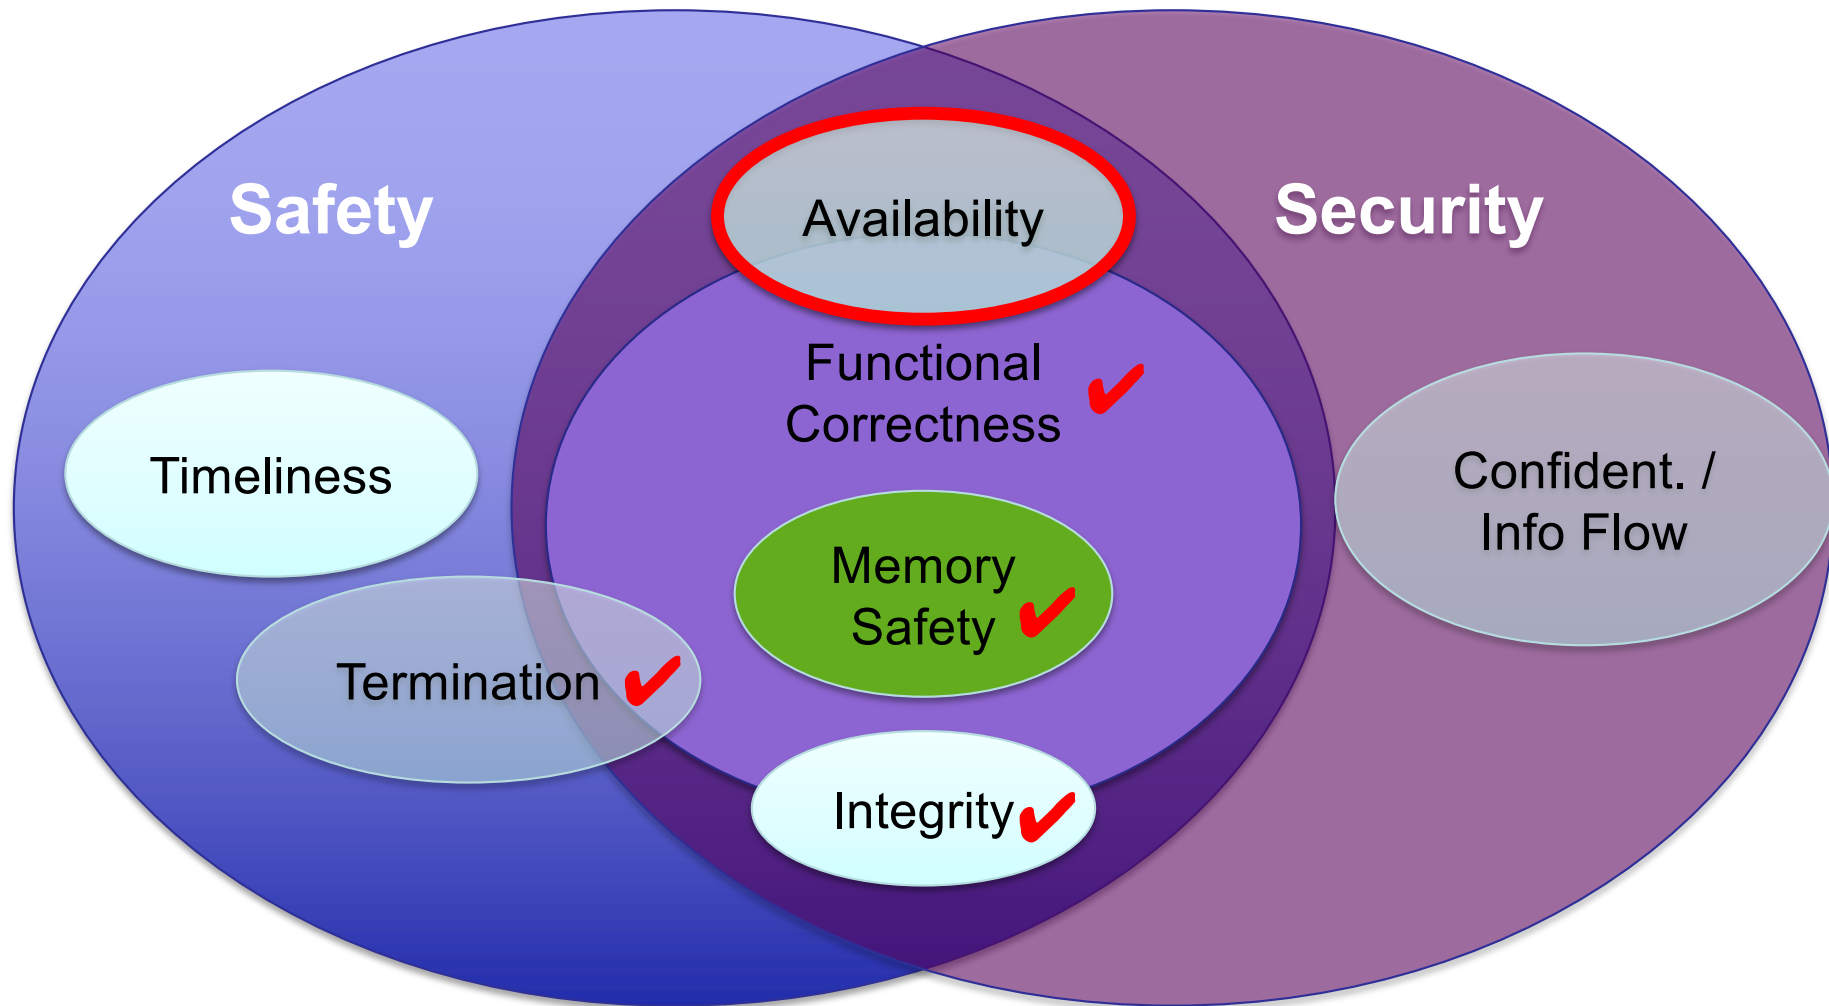 Safety
Security
Availability
Functional
Correctness
Timeliness
Confident. /
Info Flow
Memory
Safety
Termination
Integrity